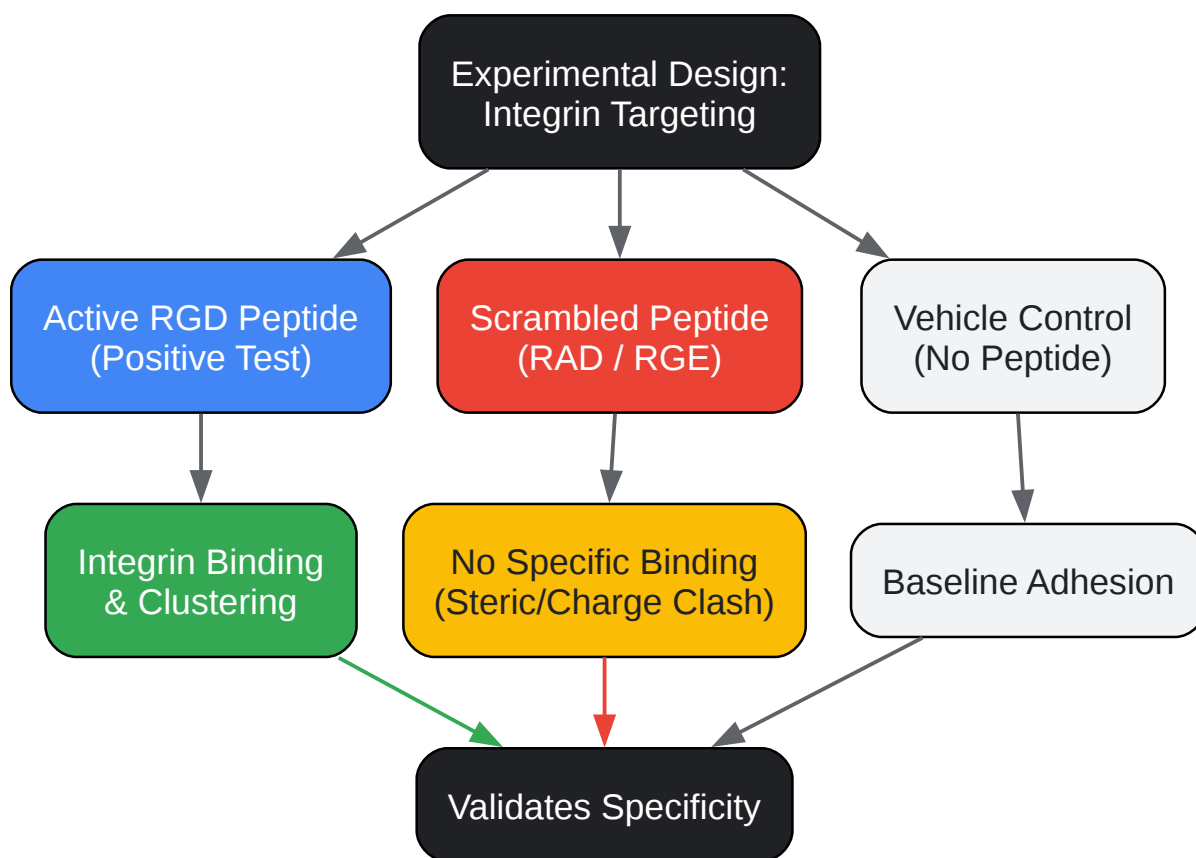 Experimental Design:
Integrin Targeting
Active RGD Peptide
(Positive Test)
Scrambled Peptide
(RAD / RGE)
Vehicle Control
(No Peptide)
Integrin Binding
& Clustering
No Specific Binding
(Steric/Charge Clash)
Baseline Adhesion
Validates Specificity